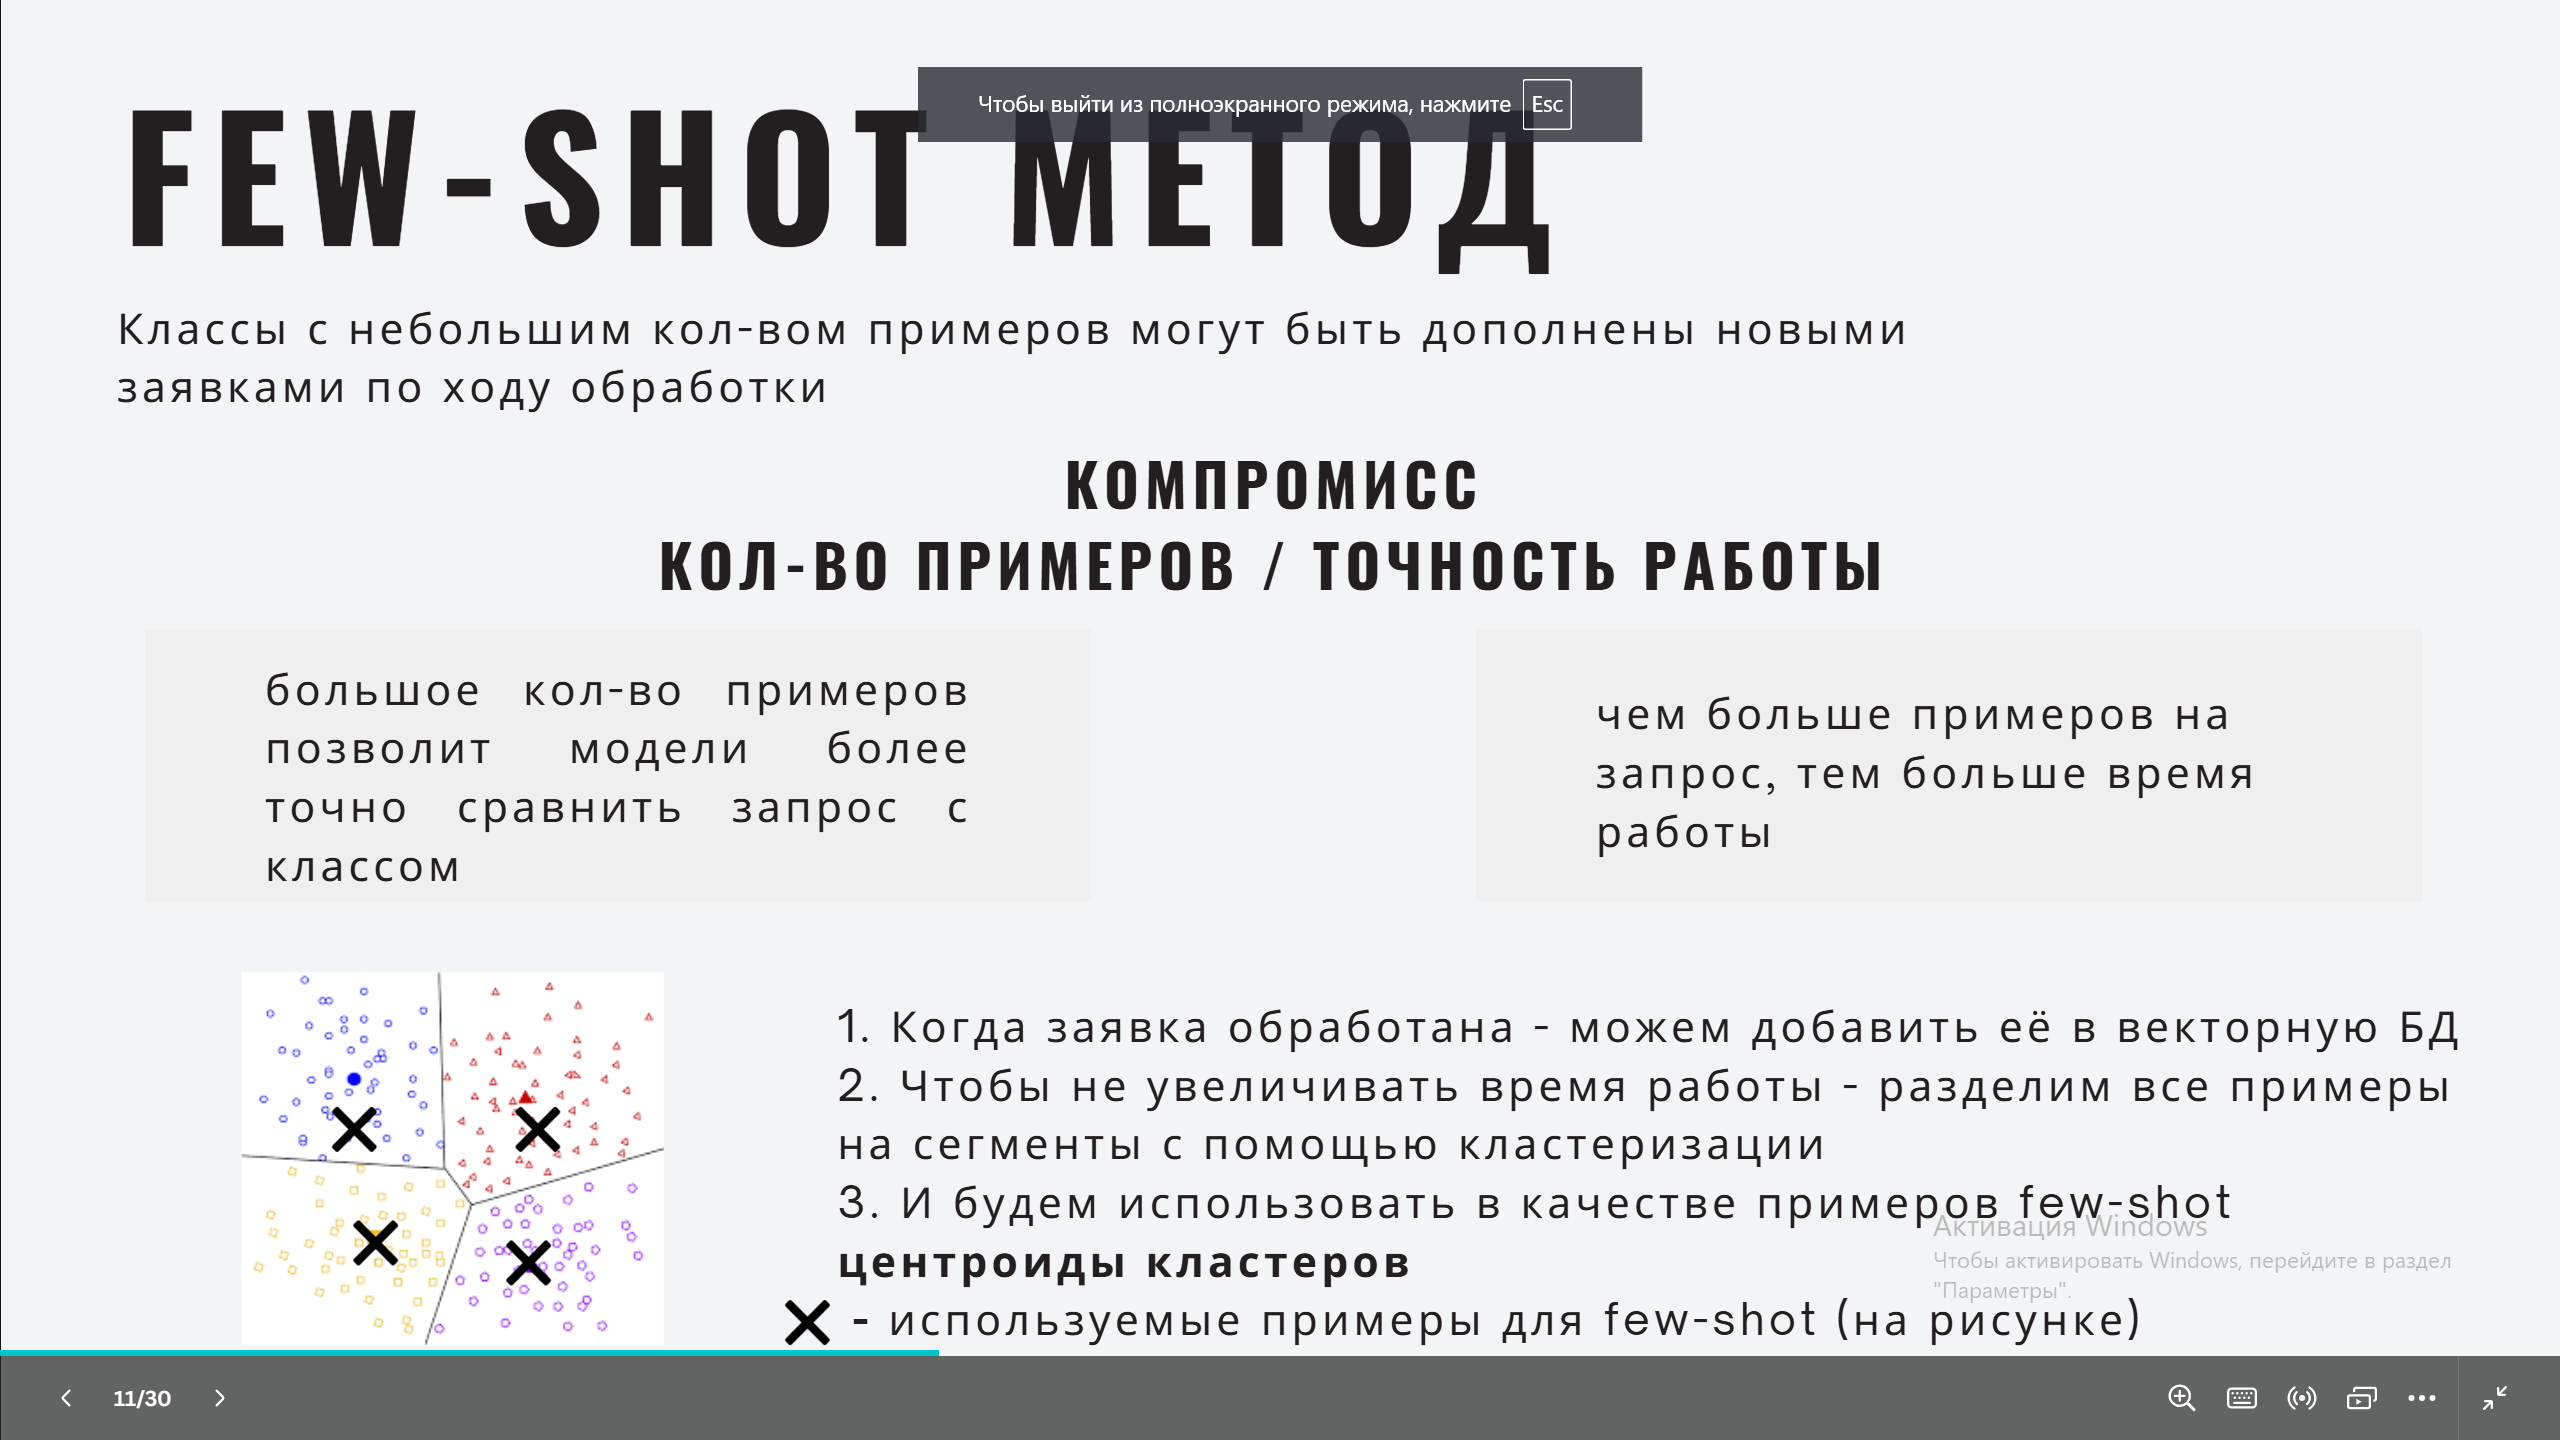 Чтобы выйти из полноэкранного режима, нажмите Esc
FEW-SHOT МЕТОД
Классы с небольшим кол-вом примеров могут быть дополнены новыми
заявками по ходу обработки
КОМПРОМИСС
КОЛ-ВО ПРИМЕРОВ / ТОЧНОСТЬ РАБОТЫ
большое кол-во примеров
позволит модели более
точно сравнить запрос с
классом
чем больше примеров на
запрос, тем больше время
работы
1. Когда заявка обработана - можем добавить её в векторную БД
2. Чтобы не увеличивать время работы - разделим все примеры
на сегменты с помощью кластеризации
3. И будем использовать в качестве примеров few-shot
центроиды кластеров
- используемые примеры для few-shot (на рисунке)
Активация Windows
Чтобы активировать Windows, перейдите в раздел
"Параметры".
11/30